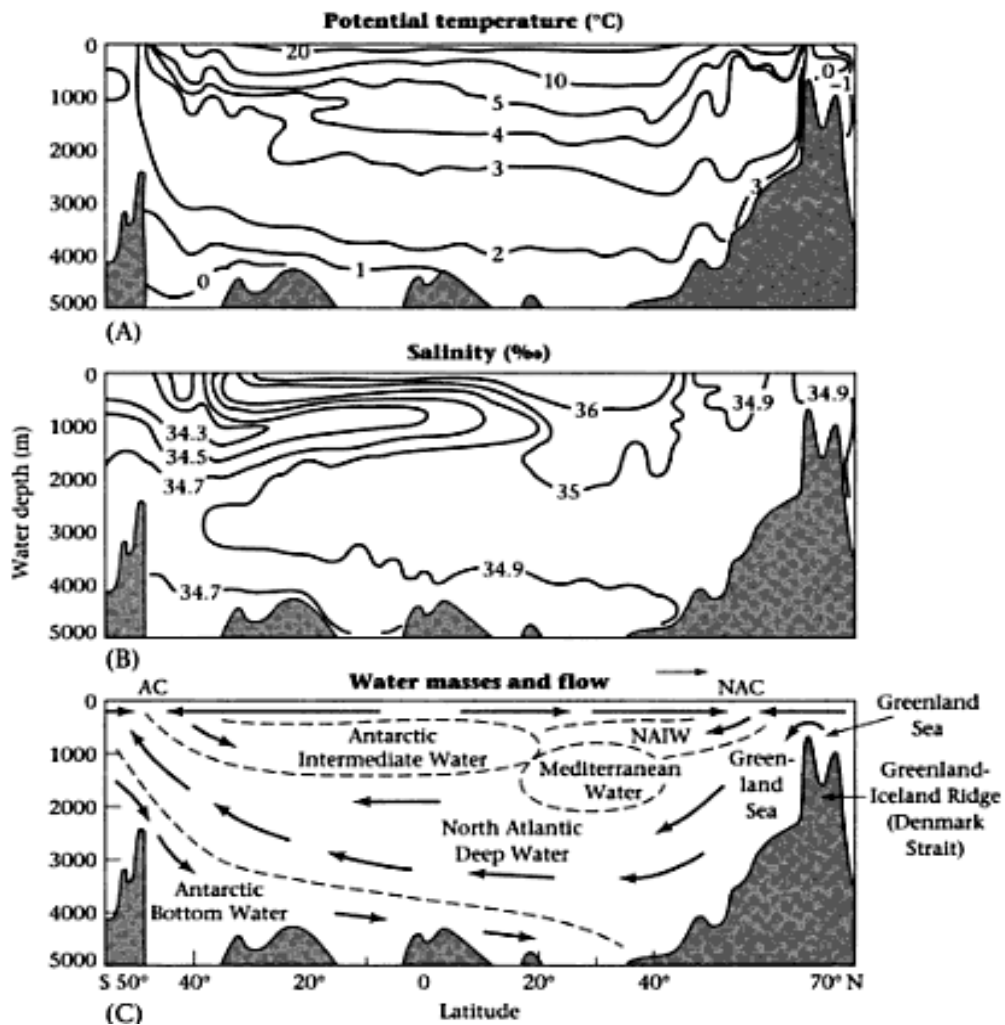 Potential temperature (°C)
0
1000
2000
3000
4000
5000
20
10
5
4
3
3
2
1
0
0
-1
(A)
Salinity (‰)
0
1000
2000
3000
4000
5000
Water depth (m)
34.3
34.5
34.7
36
35
34.9
34.9
34.9
34.7
(B)
Water masses and flow
AC
NAC
0
1000
2000
3000
4000
5000
Antarctic
Intermediate Water
NAIW
Mediterranean
Water
Green-
land
Sea
Greenland
Sea
Greenland-
Iceland Ridge
(Denmark
Strait)
North Atlantic
Deep Water
Antarctic
Bottom Water
S 50° 40° 20° 0 20° 40° 70° N
Latitude
(C)